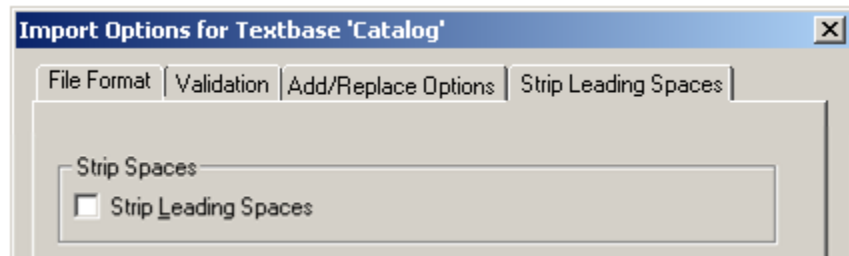 Import Options for Textbase 'Catalog'
File Format Validation Add/Replace Options Strip Leading Spaces
Strip Spaces
Strip Leading Spaces